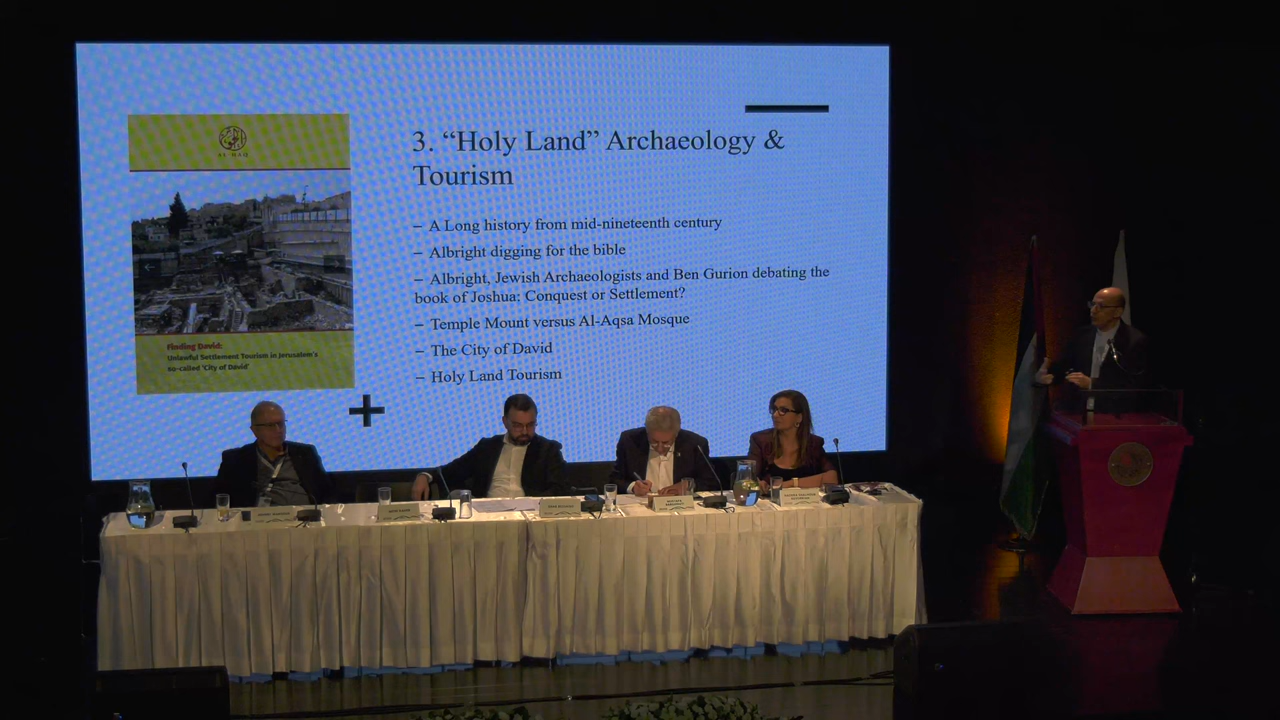 AL-HAQ
3. “Holy Land” Archaeology &
Tourism
– A Long history from mid-nineteenth century
– Albright digging for the bible
– Albright, Jewish Archaeologists and Ben Gurion debating the
book of Joshua: Conquest or Settlement?
– Temple Mount versus Al-Aqsa Mosque
– The City of David
– Holy Land Tourism
Finding David:
Unlawful Settlement Tourism in Jerusalem's
so-called 'City of David'